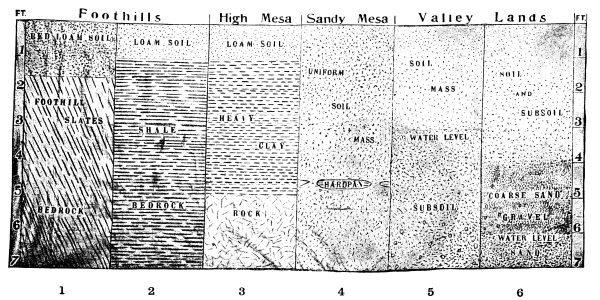 FT. Foothills High Mesa Sandy Mesa Valley Lands FT.
RED LOAM SOIL
FOOTHILL
SLATES
BEDROCK
LOAM SOIL
SHALE
BEDROCK
LOAM SOIL
HEAVY
CLAY
ROCK
UNIFORM
SOIL
MASS
HARDPAN
SOIL
MASS
WATER LEVEL
SUBSOIL
SOIL
AND
SUBSOIL
COARSE SAND
GRAVEL
WATER LEVEL
SAND
1
2
3
4
5
6
7
1
2
3
4
5
6
7
1 2 3 4 5 6